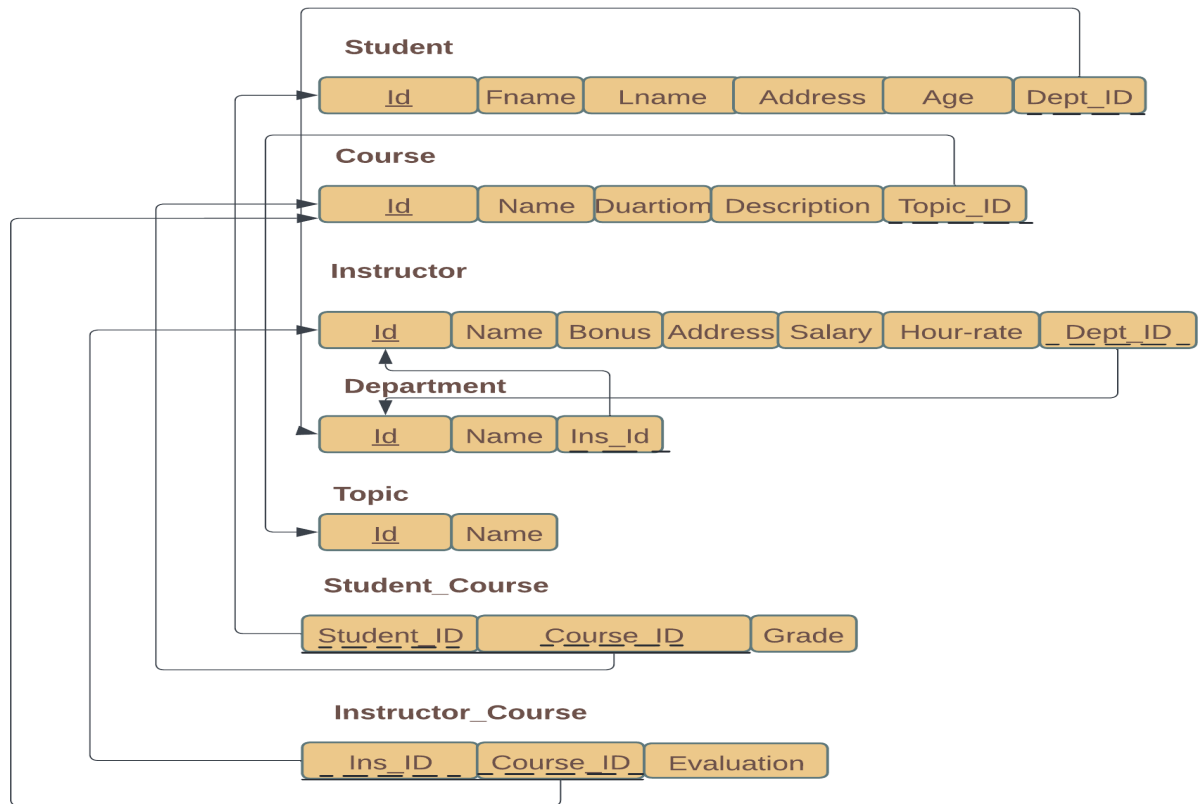 Student
Id Fname Lname Address Age Dept_ID
Course
Id Name Duartiom Description Topic_ID
Instructor
Id Name Bonus Address Salary Hour-rate Dept_ID
Department
Id Name Ins_Id
Topic
Id Name
Student_Course
Student_ID Course_ID Grade
Instructor_Course
Ins_ID Course_ID Evaluation